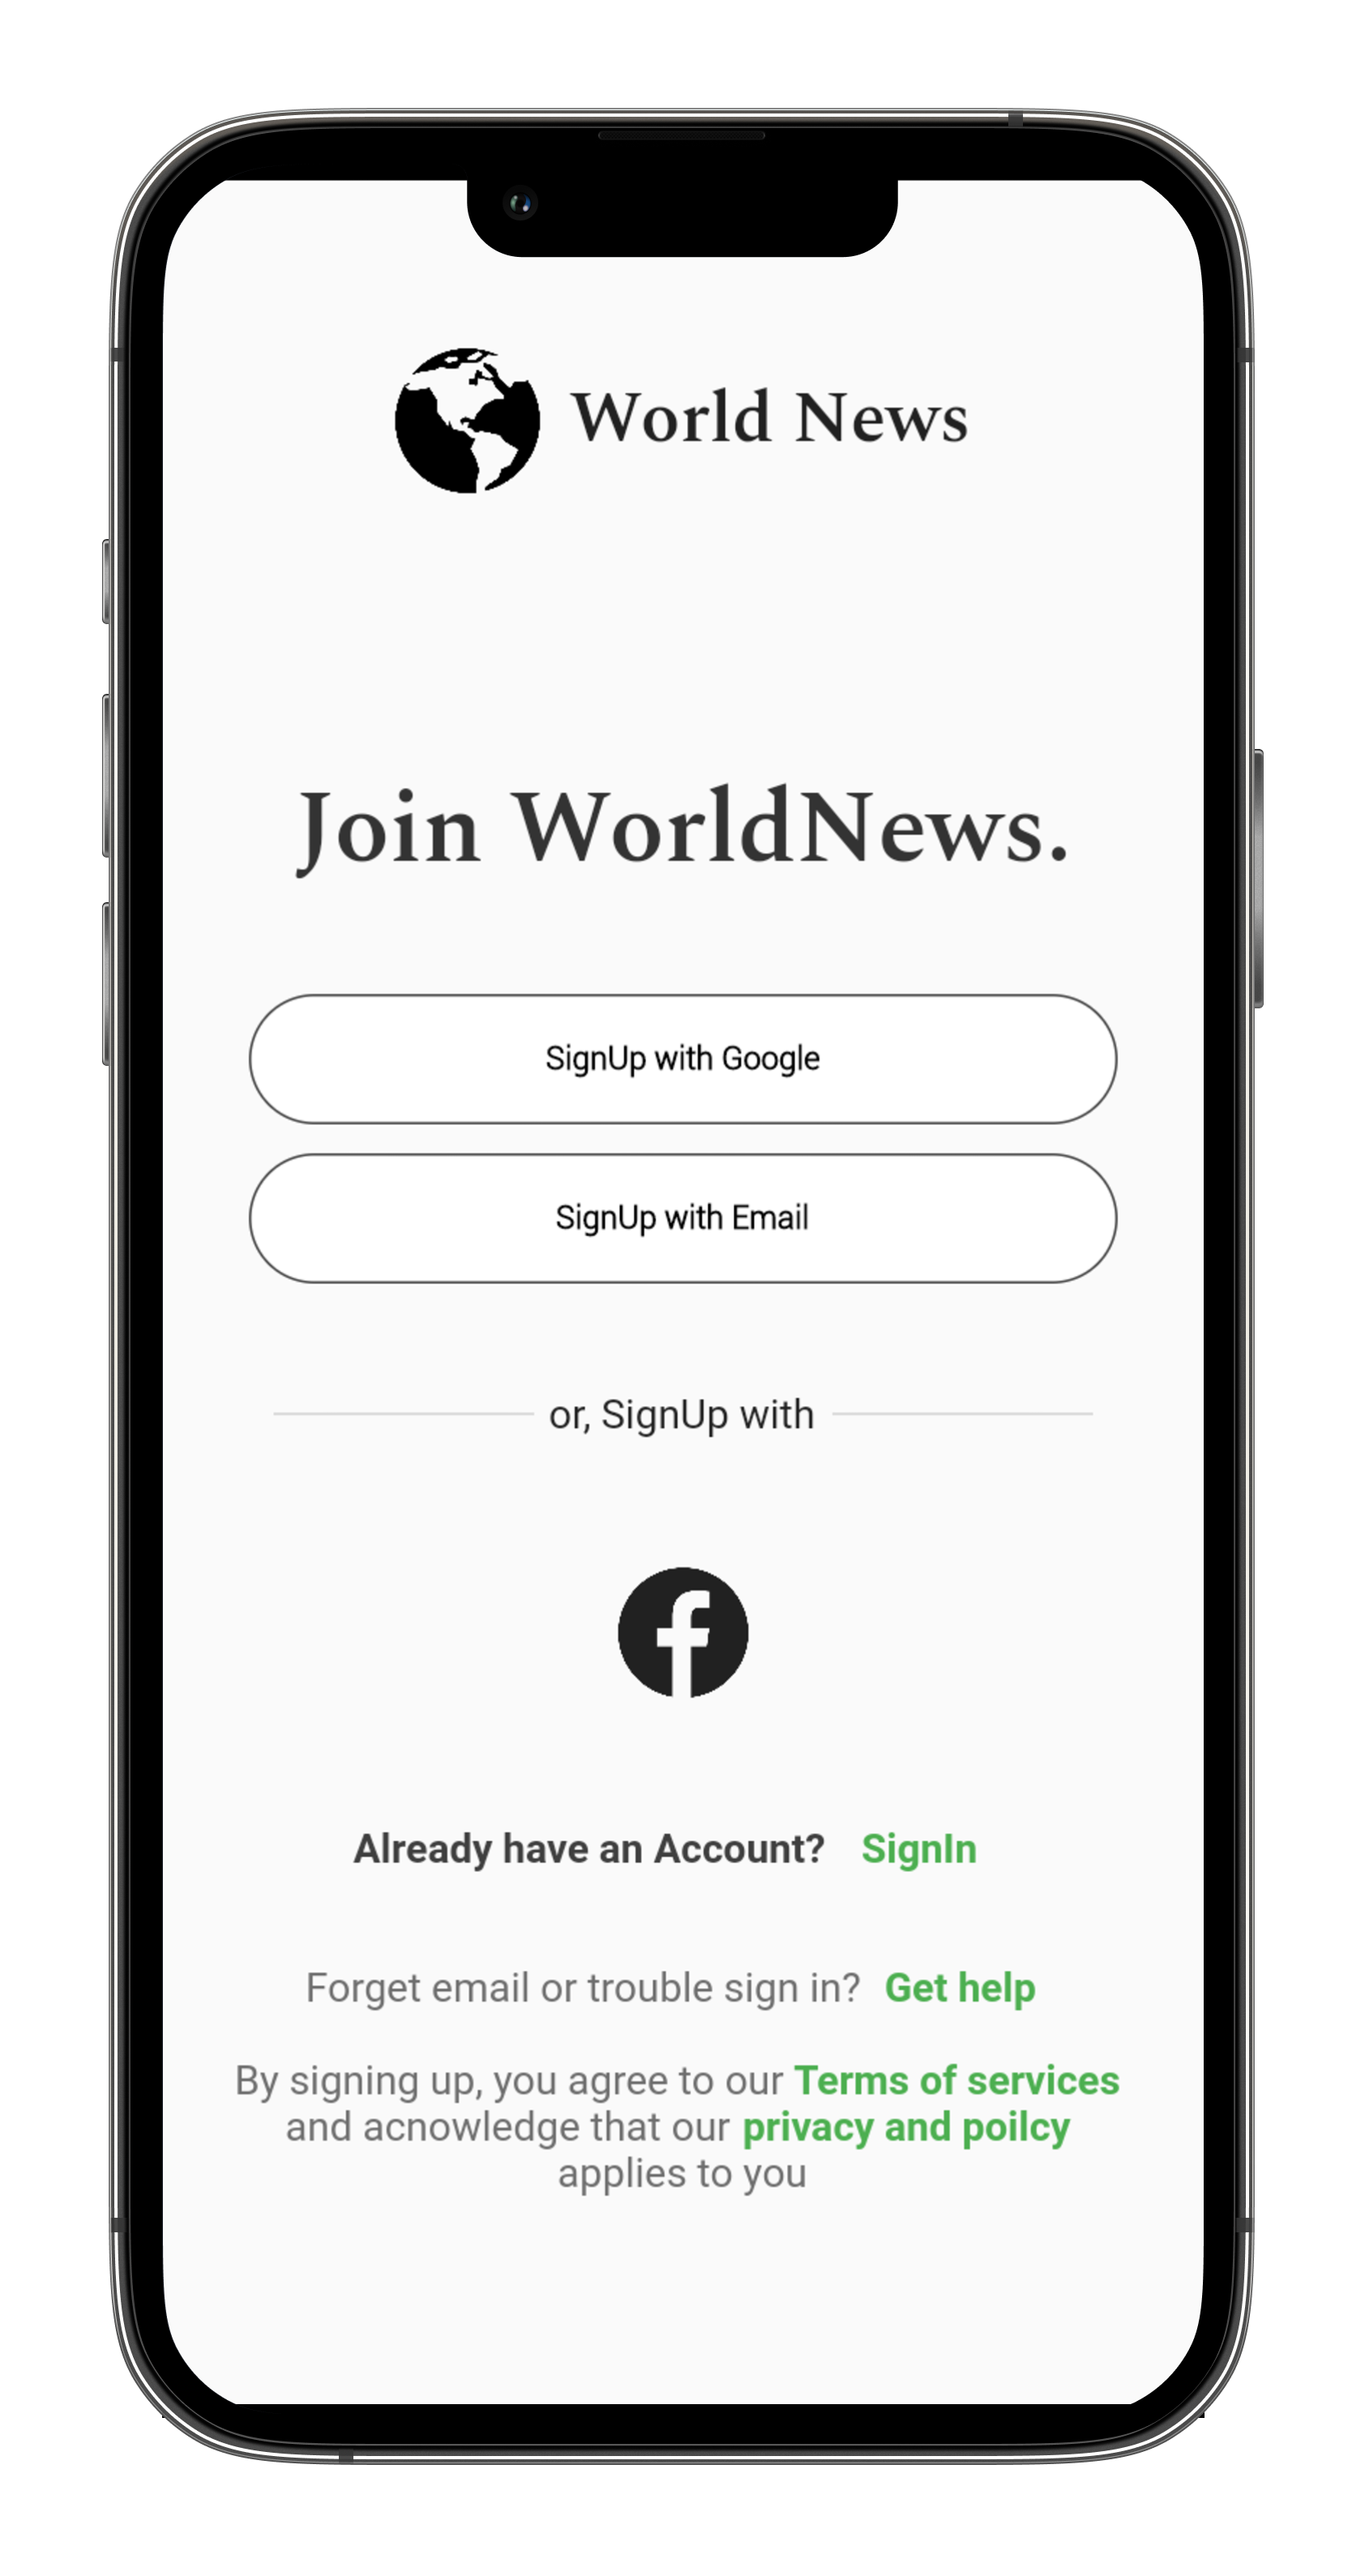 World News
Join WorldNews.
SignUp with Google
SignUp with Email
or, SignUp with
Already have an Account? SignIn
Forget email or trouble sign in? Get help
By signing up, you agree to our Terms of services
and acnowledge that our privacy and poilcy
applies to you